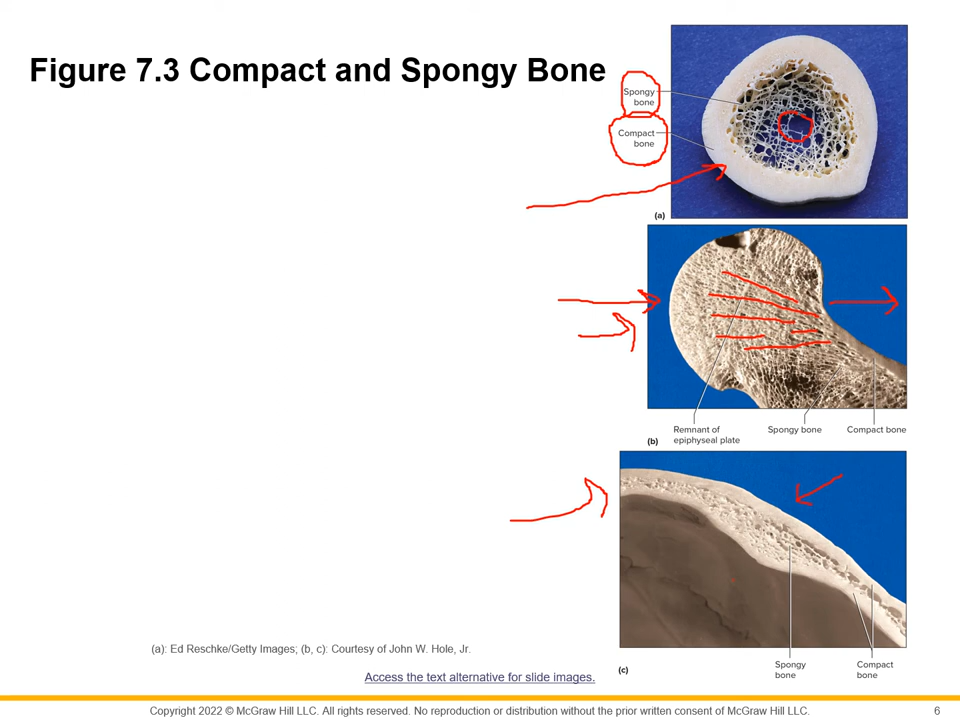 Figure 7.3 Compact and Spongy Bone
Spongy
bone
Compact
bone
(a)
Remnant of
epiphyseal plate
Spongy bone
Compact bone
(b)
Spongy
bone
Compact
bone
(c)
(a): Ed Reschke/Getty Images; (b, c): Courtesy of John W. Hole, Jr.
Access the text alternative for slide images.
Copyright 2022 © McGraw Hill LLC. All rights reserved. No reproduction or distribution without the prior written consent of McGraw Hill LLC.
6